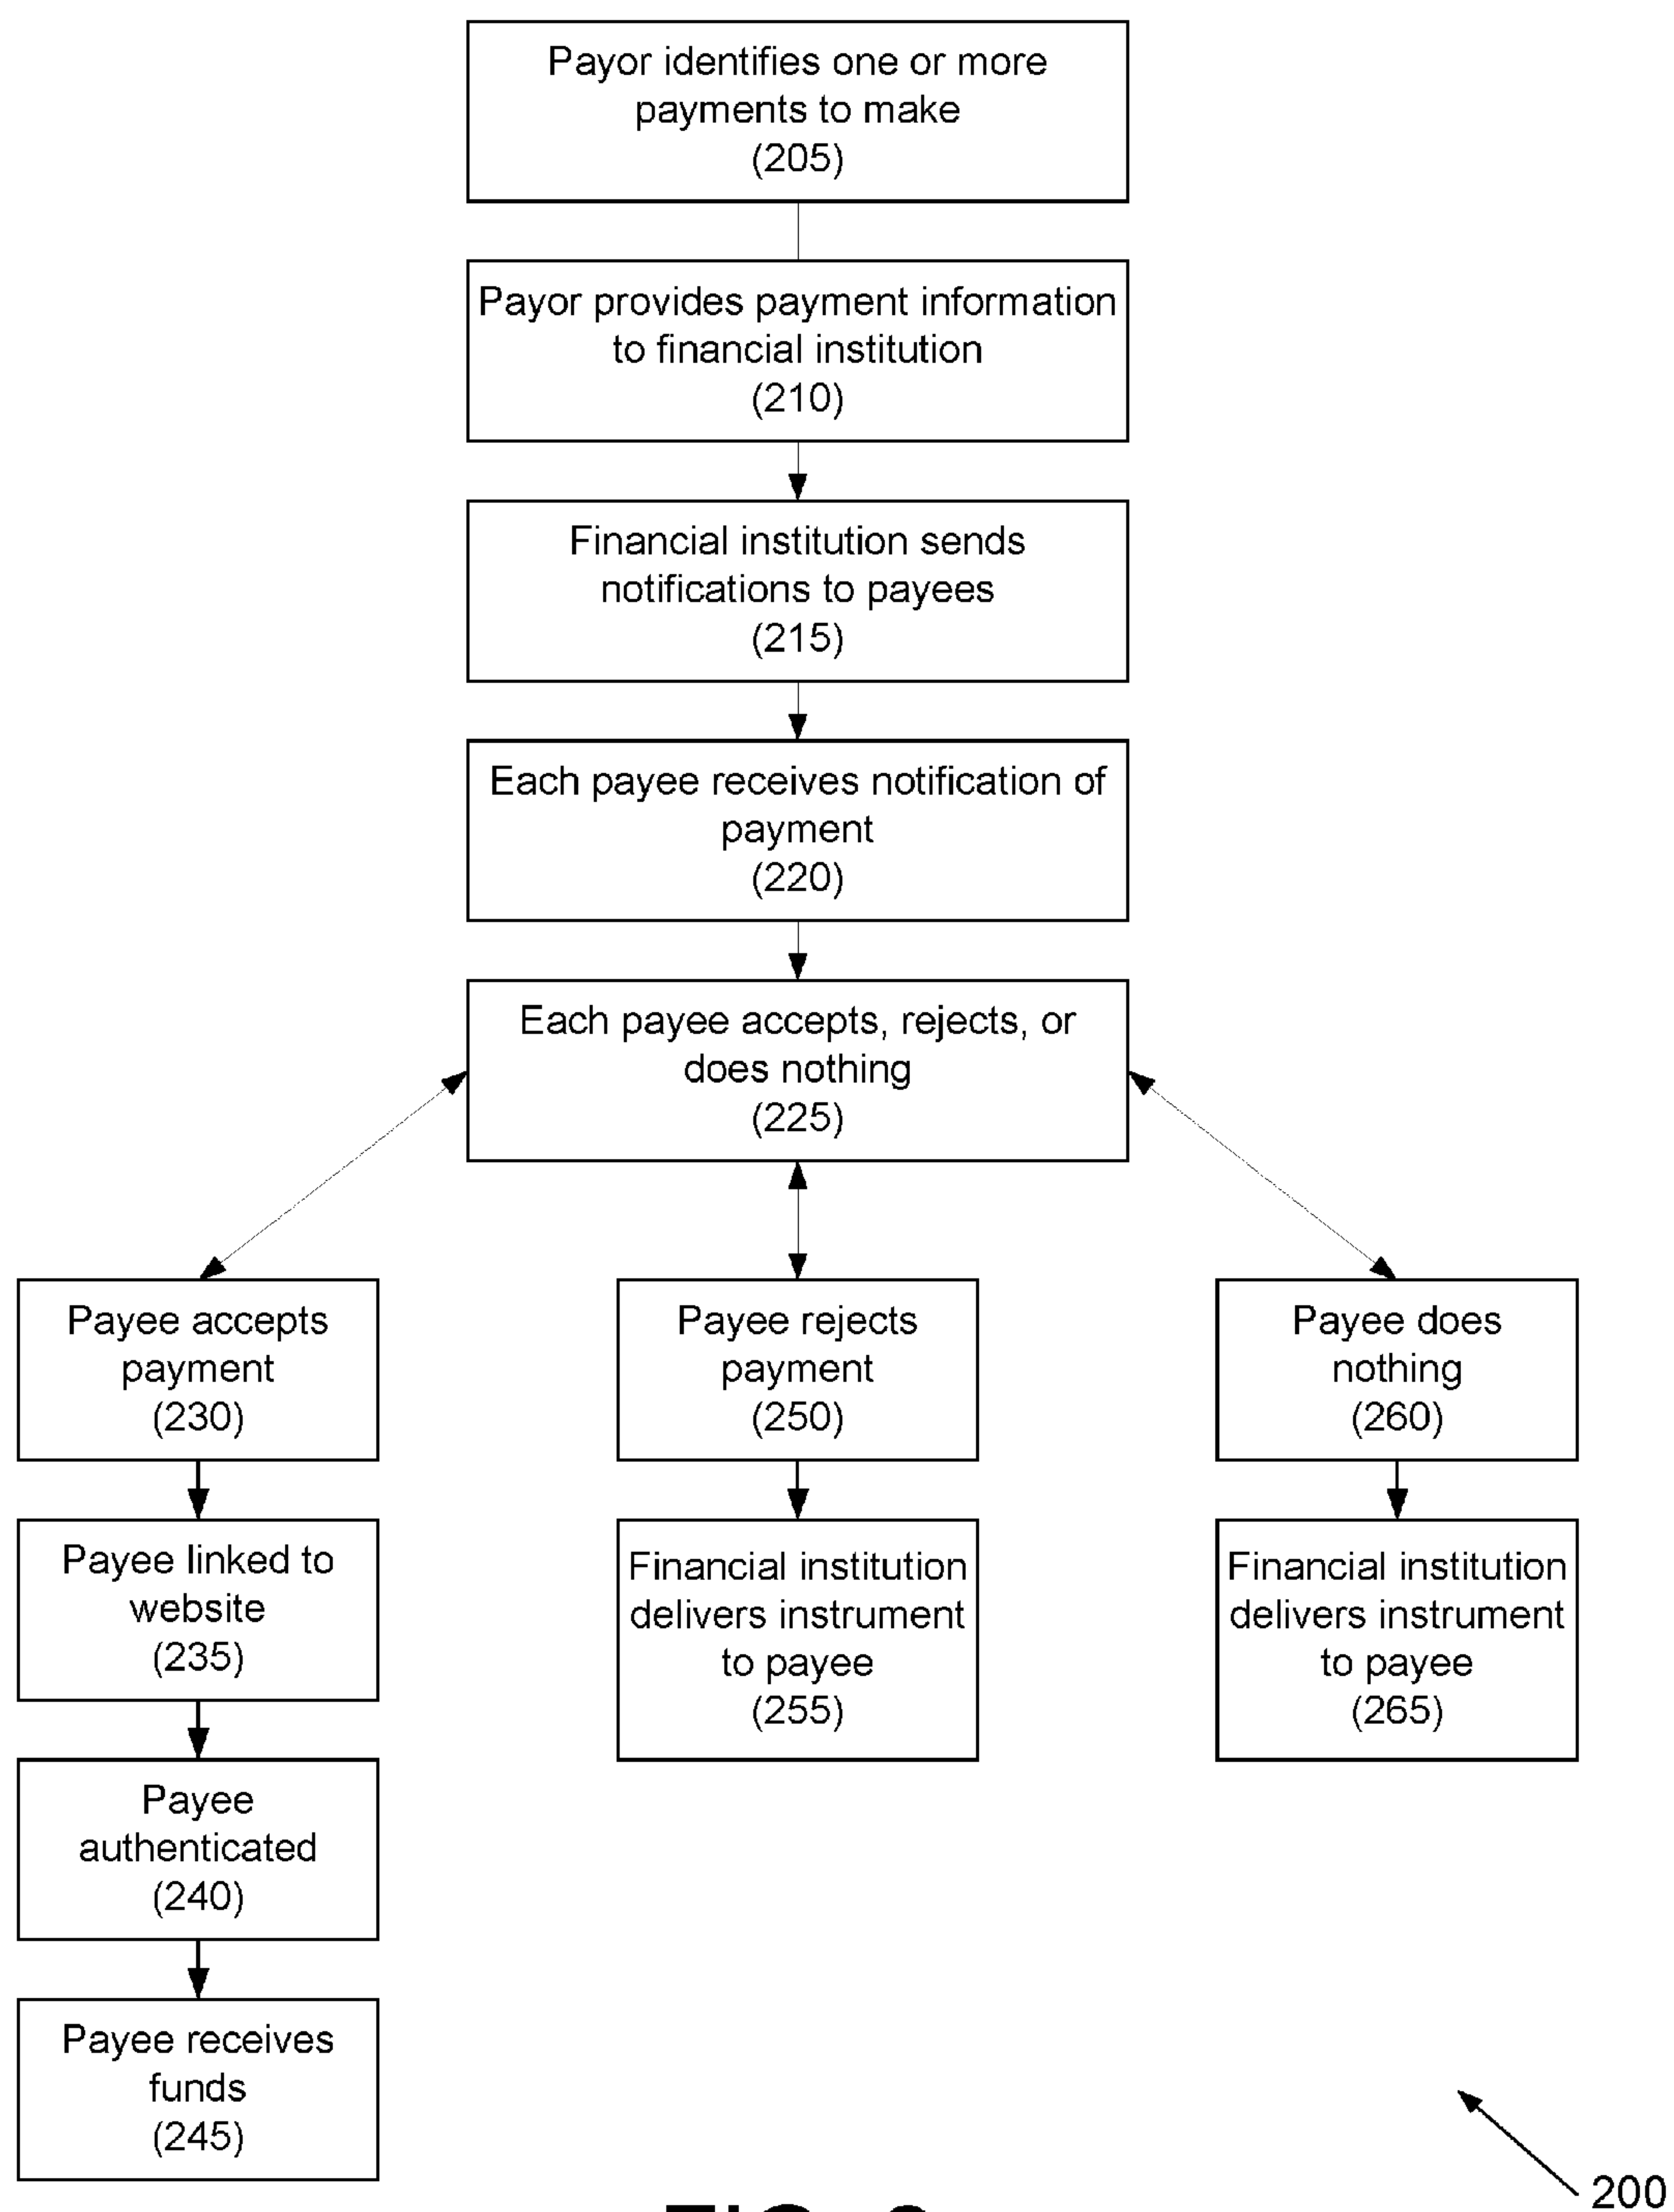 Payor identifies one or more
payments to make
(205)
Payor provides payment information
to financial institution
(210)
Financial institution sends
notifications to payees
(215)
Each payee receives notification of
payment
(220)
Each payee accepts, rejects, or
does nothing
(225)
Payee accepts
payment
(230)
Payee rejects
payment
(250)
Payee does
nothing
(260)
Payee linked to
website
(235)
Financial institution
delivers instrument
to payee
(255)
Financial institution
delivers instrument
to payee
(265)
Payee
authenticated
(240)
Payee receives
funds
(245)
200